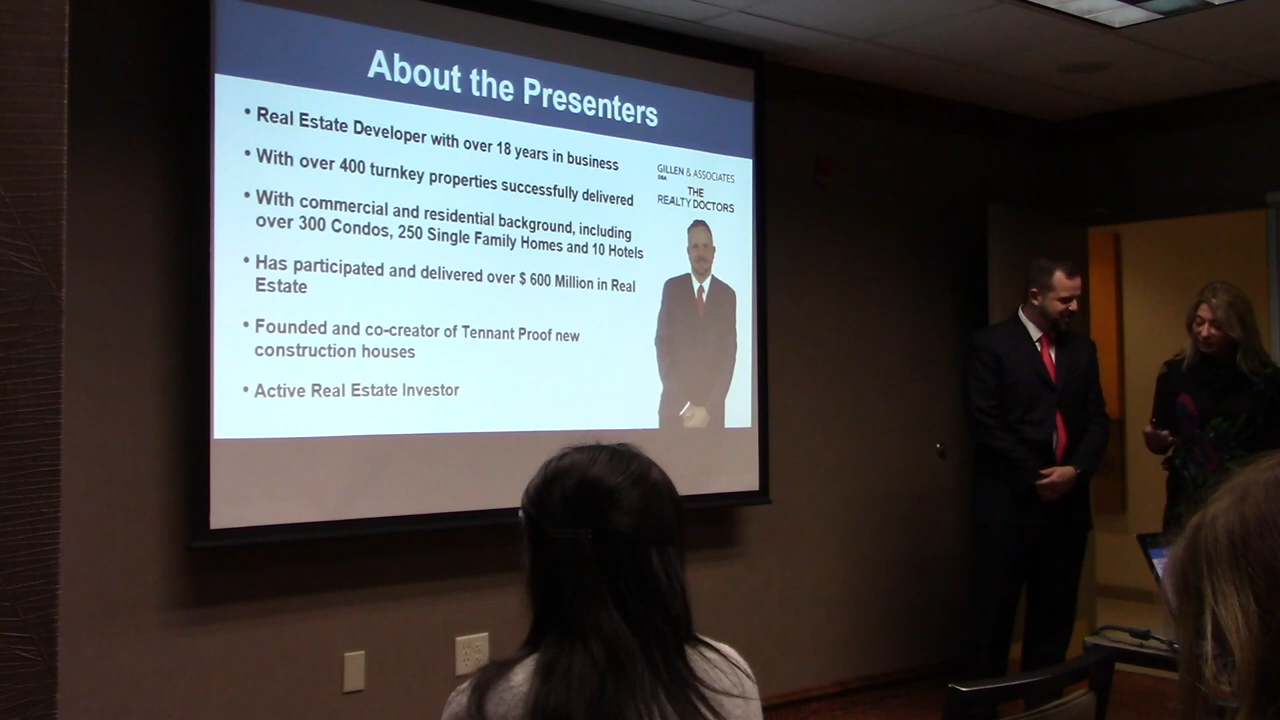 About the Presenters
• Real Estate Developer with over 18 years in business
• With over 400 turnkey properties successfully delivered
• With commercial and residential background, including
over 300 Condos, 250 Single Family Homes and 10 Hotels
• Has participated and delivered over $ 600 Million in Real
Estate
• Founded and co-creator of Tennant Proof new
construction houses
• Active Real Estate Investor
GILLEN & ASSOCIATES
DBA
THE
REALTY DOCTORS